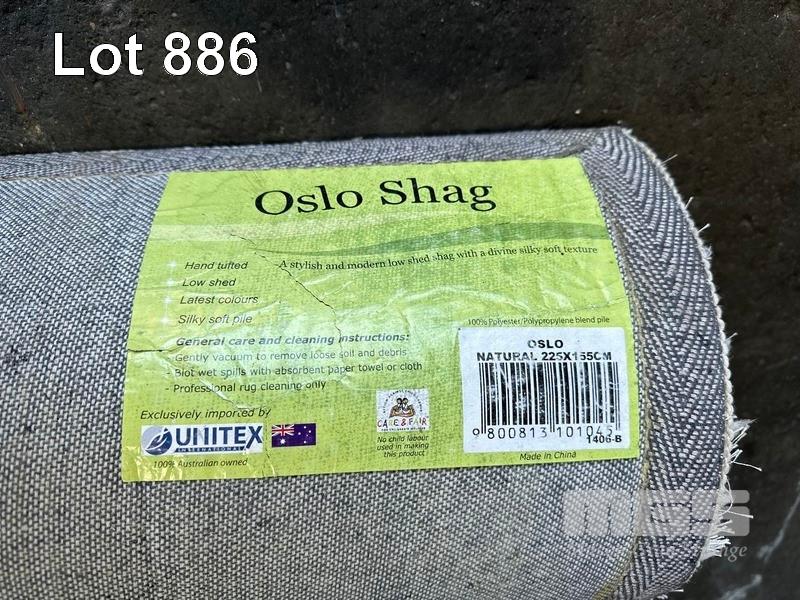 Lot 886
Oslo Shag
Hand tufted
Low shed
Latest colours
Silky soft pile
A stylish and modern low shed shag with a divine silky soft texture
100% Polyester/Polypropylene blend pile
General care and cleaning instructions:
- Gently vacuum to remove loose soil and debris
- Blot wet spills with absorbent paper towel or cloth
- Professional rug cleaning only
Exclusively imported by
UNITEX
INTERNATIONAL
100% Australian owned
CARE & FAIR
No child labour
used in making
this product
OSLO
NATURAL 225X155CM
9 800813 101045
1406-B
Made in China
MGS